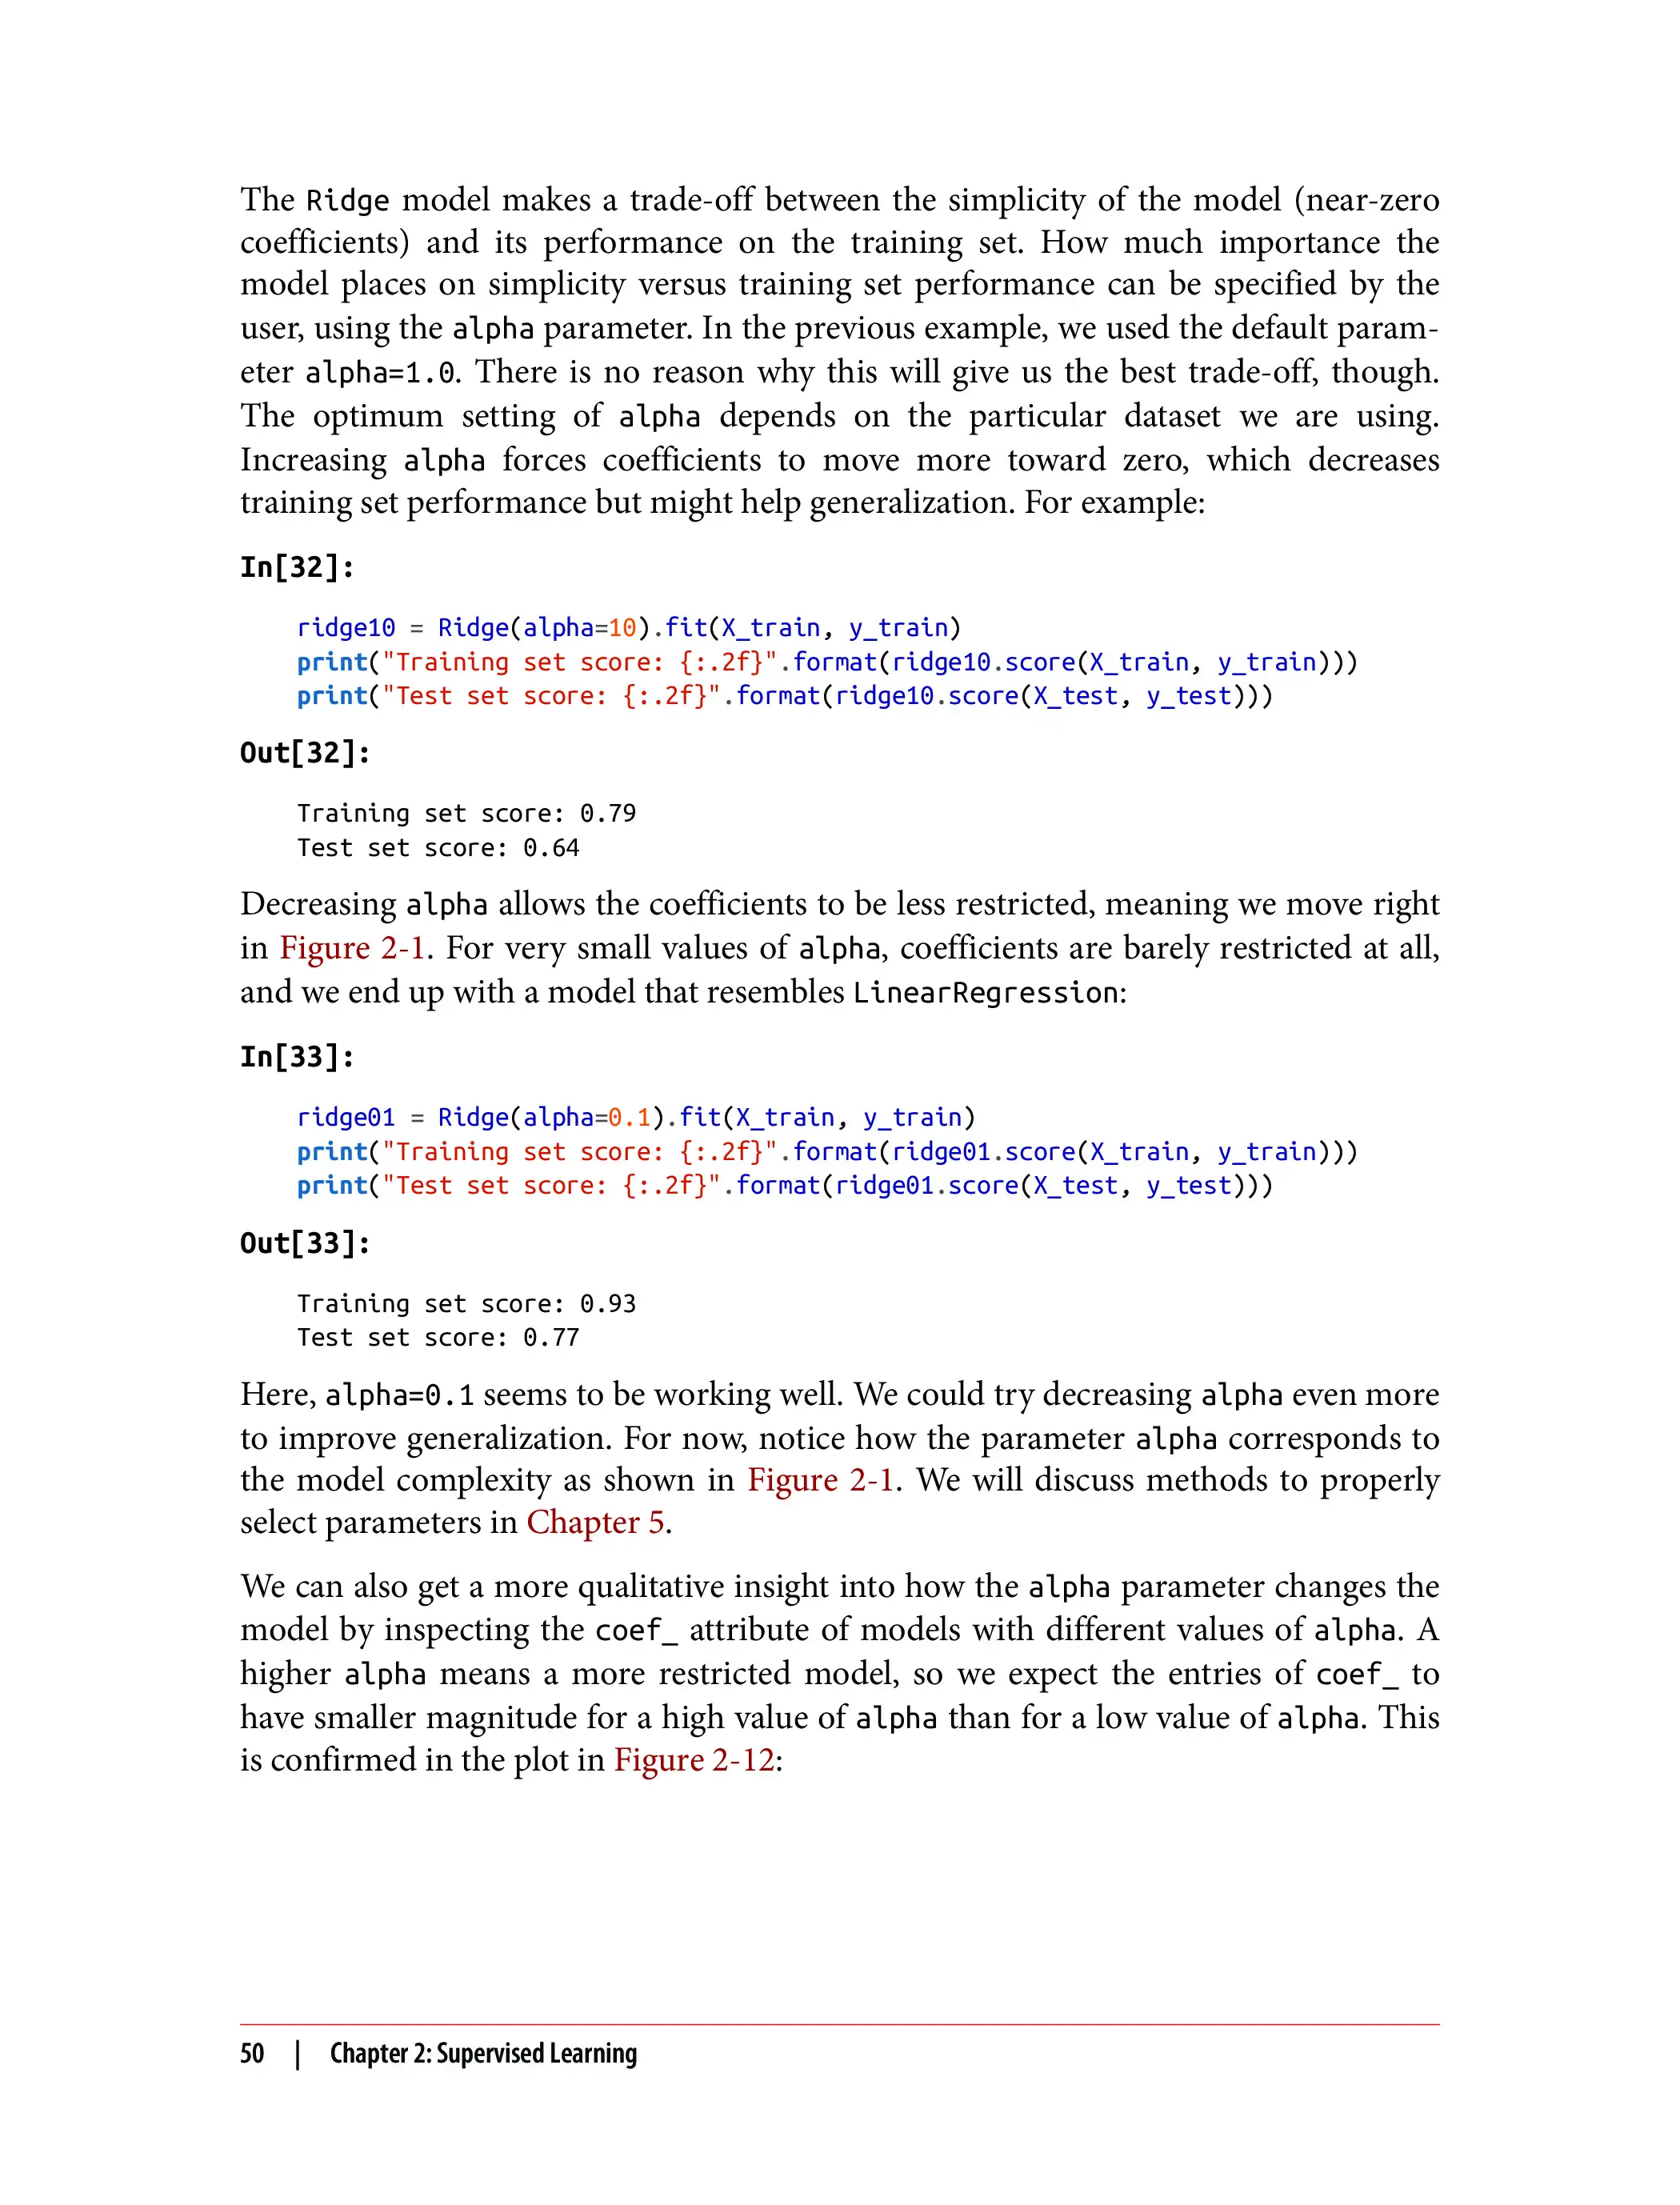 The Ridge model makes a trade-off between the simplicity of the model (near-zero
coefficients) and its performance on the training set. How much importance the
model places on simplicity versus training set performance can be specified by the
user, using the alpha parameter. In the previous example, we used the default param-
eter alpha=1.0. There is no reason why this will give us the best trade-off, though.
The optimum setting of alpha depends on the particular dataset we are using.
Increasing alpha forces coefficients to move more toward zero, which decreases
training set performance but might help generalization. For example:
In[32]:
ridge10 = Ridge(alpha=10).fit(X_train, y_train)
print("Training set score: {:.2f}".format(ridge10.score(X_train, y_train)))
print("Test set score: {:.2f}".format(ridge10.score(X_test, y_test)))
Out[32]:
Training set score: 0.79
Test set score: 0.64
Decreasing alpha allows the coefficients to be less restricted, meaning we move right
in Figure 2-1. For very small values of alpha, coefficients are barely restricted at all,
and we end up with a model that resembles LinearRegression:
In[33]:
ridge01 = Ridge(alpha=0.1).fit(X_train, y_train)
print("Training set score: {:.2f}".format(ridge01.score(X_train, y_train)))
print("Test set score: {:.2f}".format(ridge01.score(X_test, y_test)))
Out[33]:
Training set score: 0.93
Test set score: 0.77
Here, alpha=0.1 seems to be working well. We could try decreasing alpha even more
to improve generalization. For now, notice how the parameter alpha corresponds to
the model complexity as shown in Figure 2-1. We will discuss methods to properly
select parameters in Chapter 5.
We can also get a more qualitative insight into how the alpha parameter changes the
model by inspecting the coef_ attribute of models with different values of alpha. A
higher alpha means a more restricted model, so we expect the entries of coef_ to
have smaller magnitude for a high value of alpha than for a low value of alpha. This
is confirmed in the plot in Figure 2-12:
50 | Chapter 2: Supervised Learning